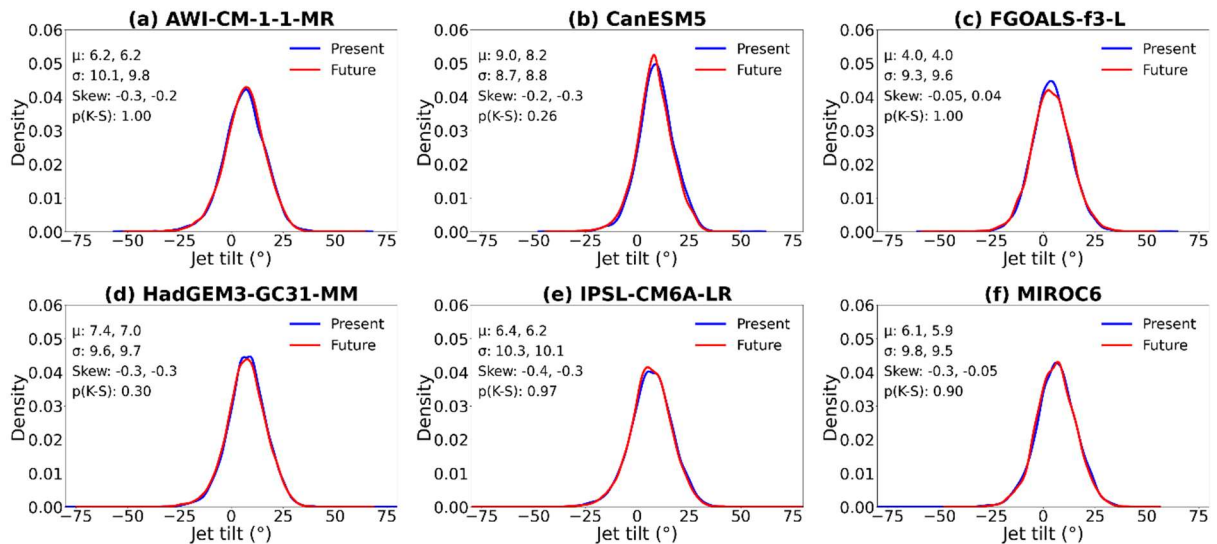 (a) AWI-CM-1-1-MR
0.06
0.05
0.04
0.03
0.02
0.01
0.00
Density
μ: 6.2, 6.2
σ: 10.1, 9.8
Skew: -0.3, -0.2
p(K-S): 1.00
Present
Future
−75 −50 −25 0 25 50 75
Jet tilt (°)
(b) CanESM5
0.06
0.05
0.04
0.03
0.02
0.01
0.00
Density
μ: 9.0, 8.2
σ: 8.7, 8.8
Skew: -0.2, -0.3
p(K-S): 0.26
Present
Future
−75 −50 −25 0 25 50 75
Jet tilt (°)
(c) FGOALS-f3-L
0.06
0.05
0.04
0.03
0.02
0.01
0.00
Density
μ: 4.0, 4.0
σ: 9.3, 9.6
Skew: -0.05, 0.04
p(K-S): 1.00
Present
Future
−75 −50 −25 0 25 50 75
Jet tilt (°)
(d) HadGEM3-GC31-MM
0.06
0.05
0.04
0.03
0.02
0.01
0.00
Density
μ: 7.4, 7.0
σ: 9.6, 9.7
Skew: -0.3, -0.3
p(K-S): 0.30
Present
Future
−75 −50 −25 0 25 50 75
Jet tilt (°)
(e) IPSL-CM6A-LR
0.06
0.05
0.04
0.03
0.02
0.01
0.00
Density
μ: 6.4, 6.2
σ: 10.3, 10.1
Skew: -0.4, -0.3
p(K-S): 0.97
Present
Future
−75 −50 −25 0 25 50 75
Jet tilt (°)
(f) MIROC6
0.06
0.05
0.04
0.03
0.02
0.01
0.00
Density
μ: 6.1, 5.9
σ: 9.8, 9.5
Skew: -0.3, -0.05
p(K-S): 0.90
Present
Future
−75 −50 −25 0 25 50 75
Jet tilt (°)